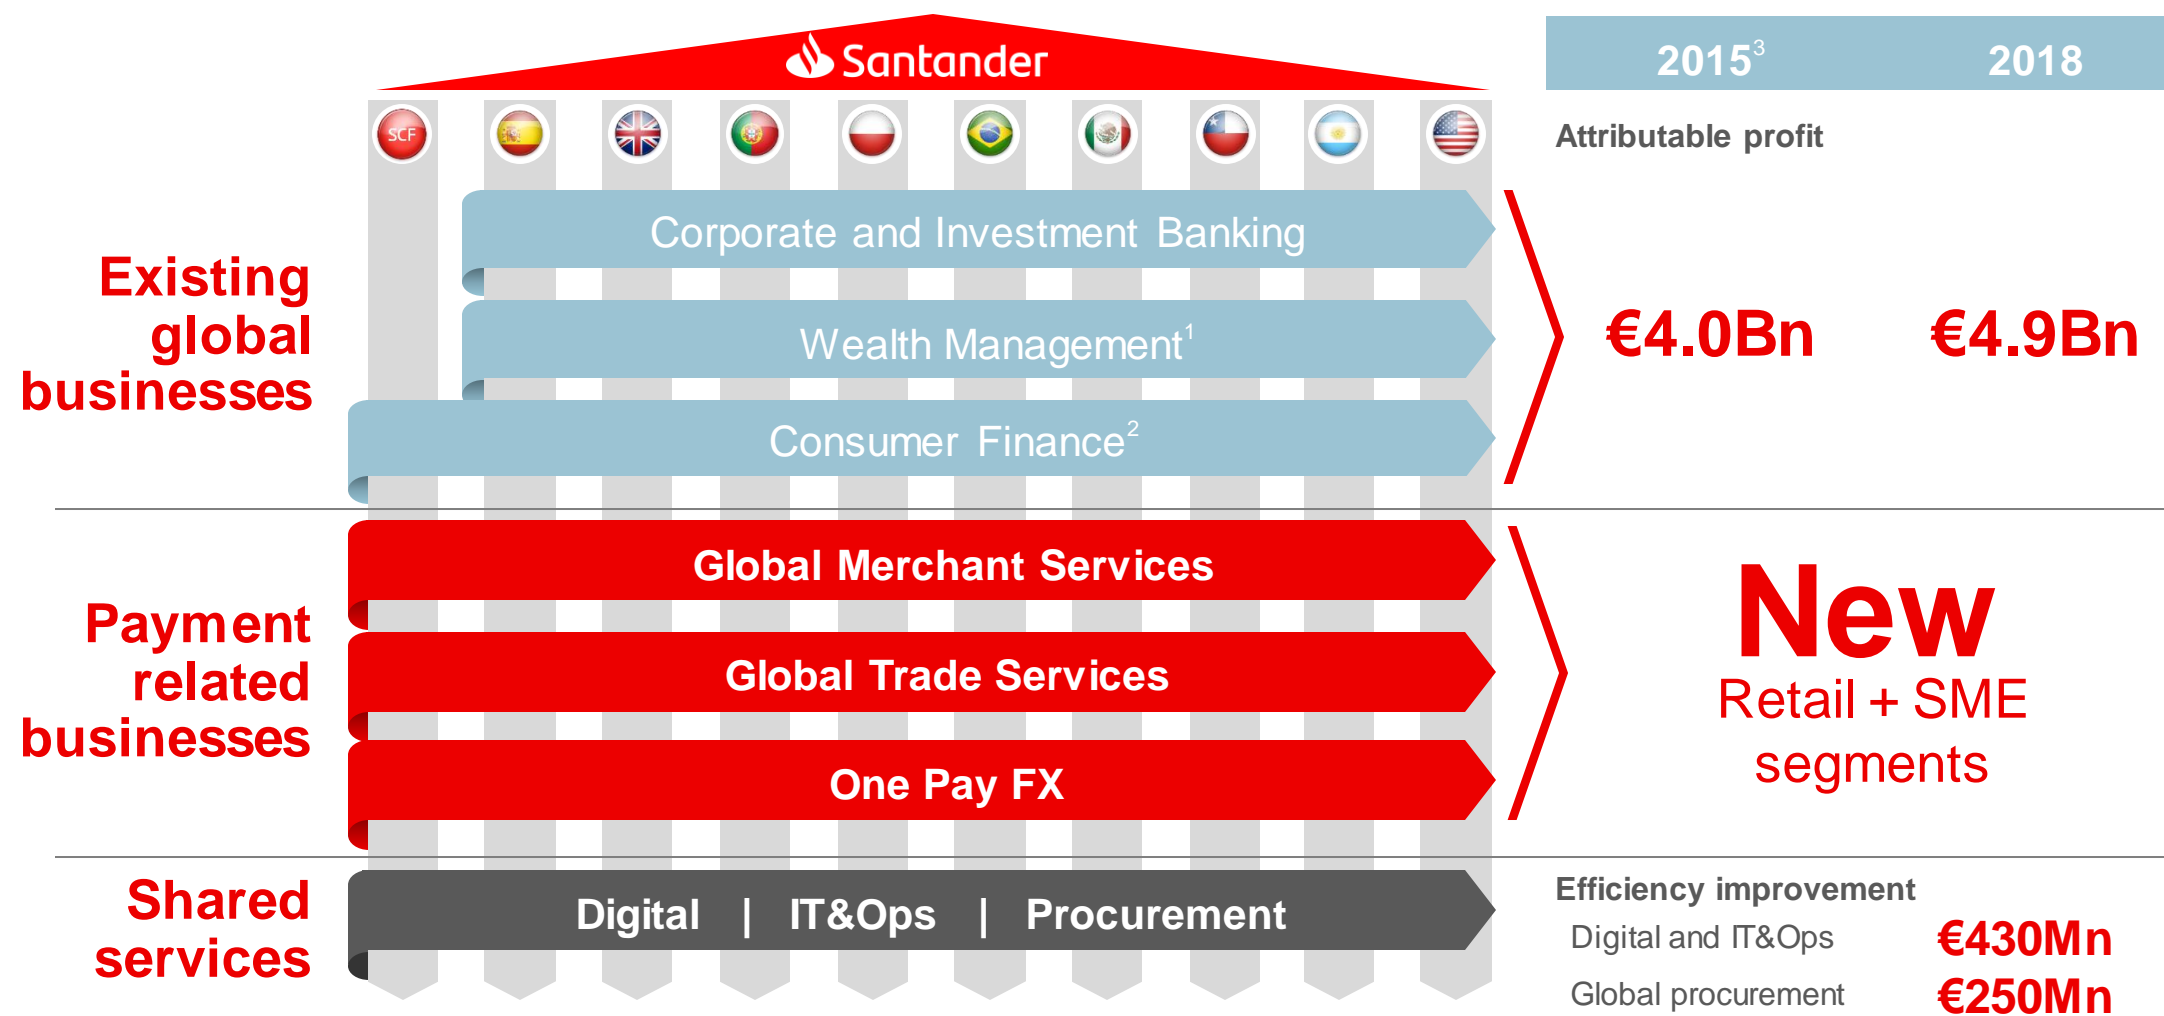 Santander
2015³ 2018
SCF
Attributable profit
Existing
global
businesses
Corporate and Investment Banking
Wealth Management¹
Consumer Finance²
€4.0Bn €4.9Bn
Payment
related
businesses
Global Merchant Services
Global Trade Services
One Pay FX
New
Retail + SME
segments
Shared
services
Digital | IT&Ops | Procurement
Efficiency improvement
Digital and IT&Ops €430Mn
Global procurement €250Mn